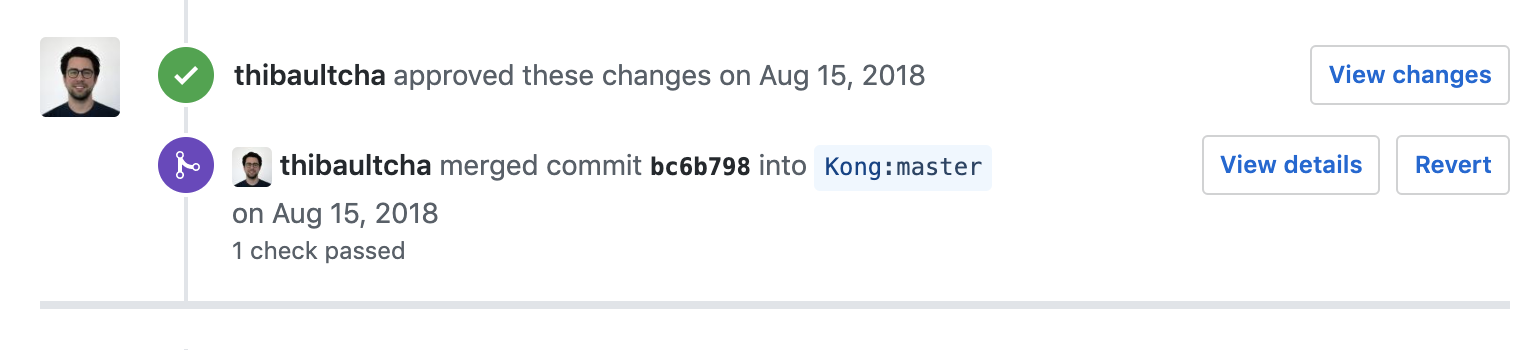 thibaultcha approved these changes on Aug 15, 2018 View changes
thibaultcha merged commit bc6b798 into Kong:master View details Revert
on Aug 15, 2018
1 check passed